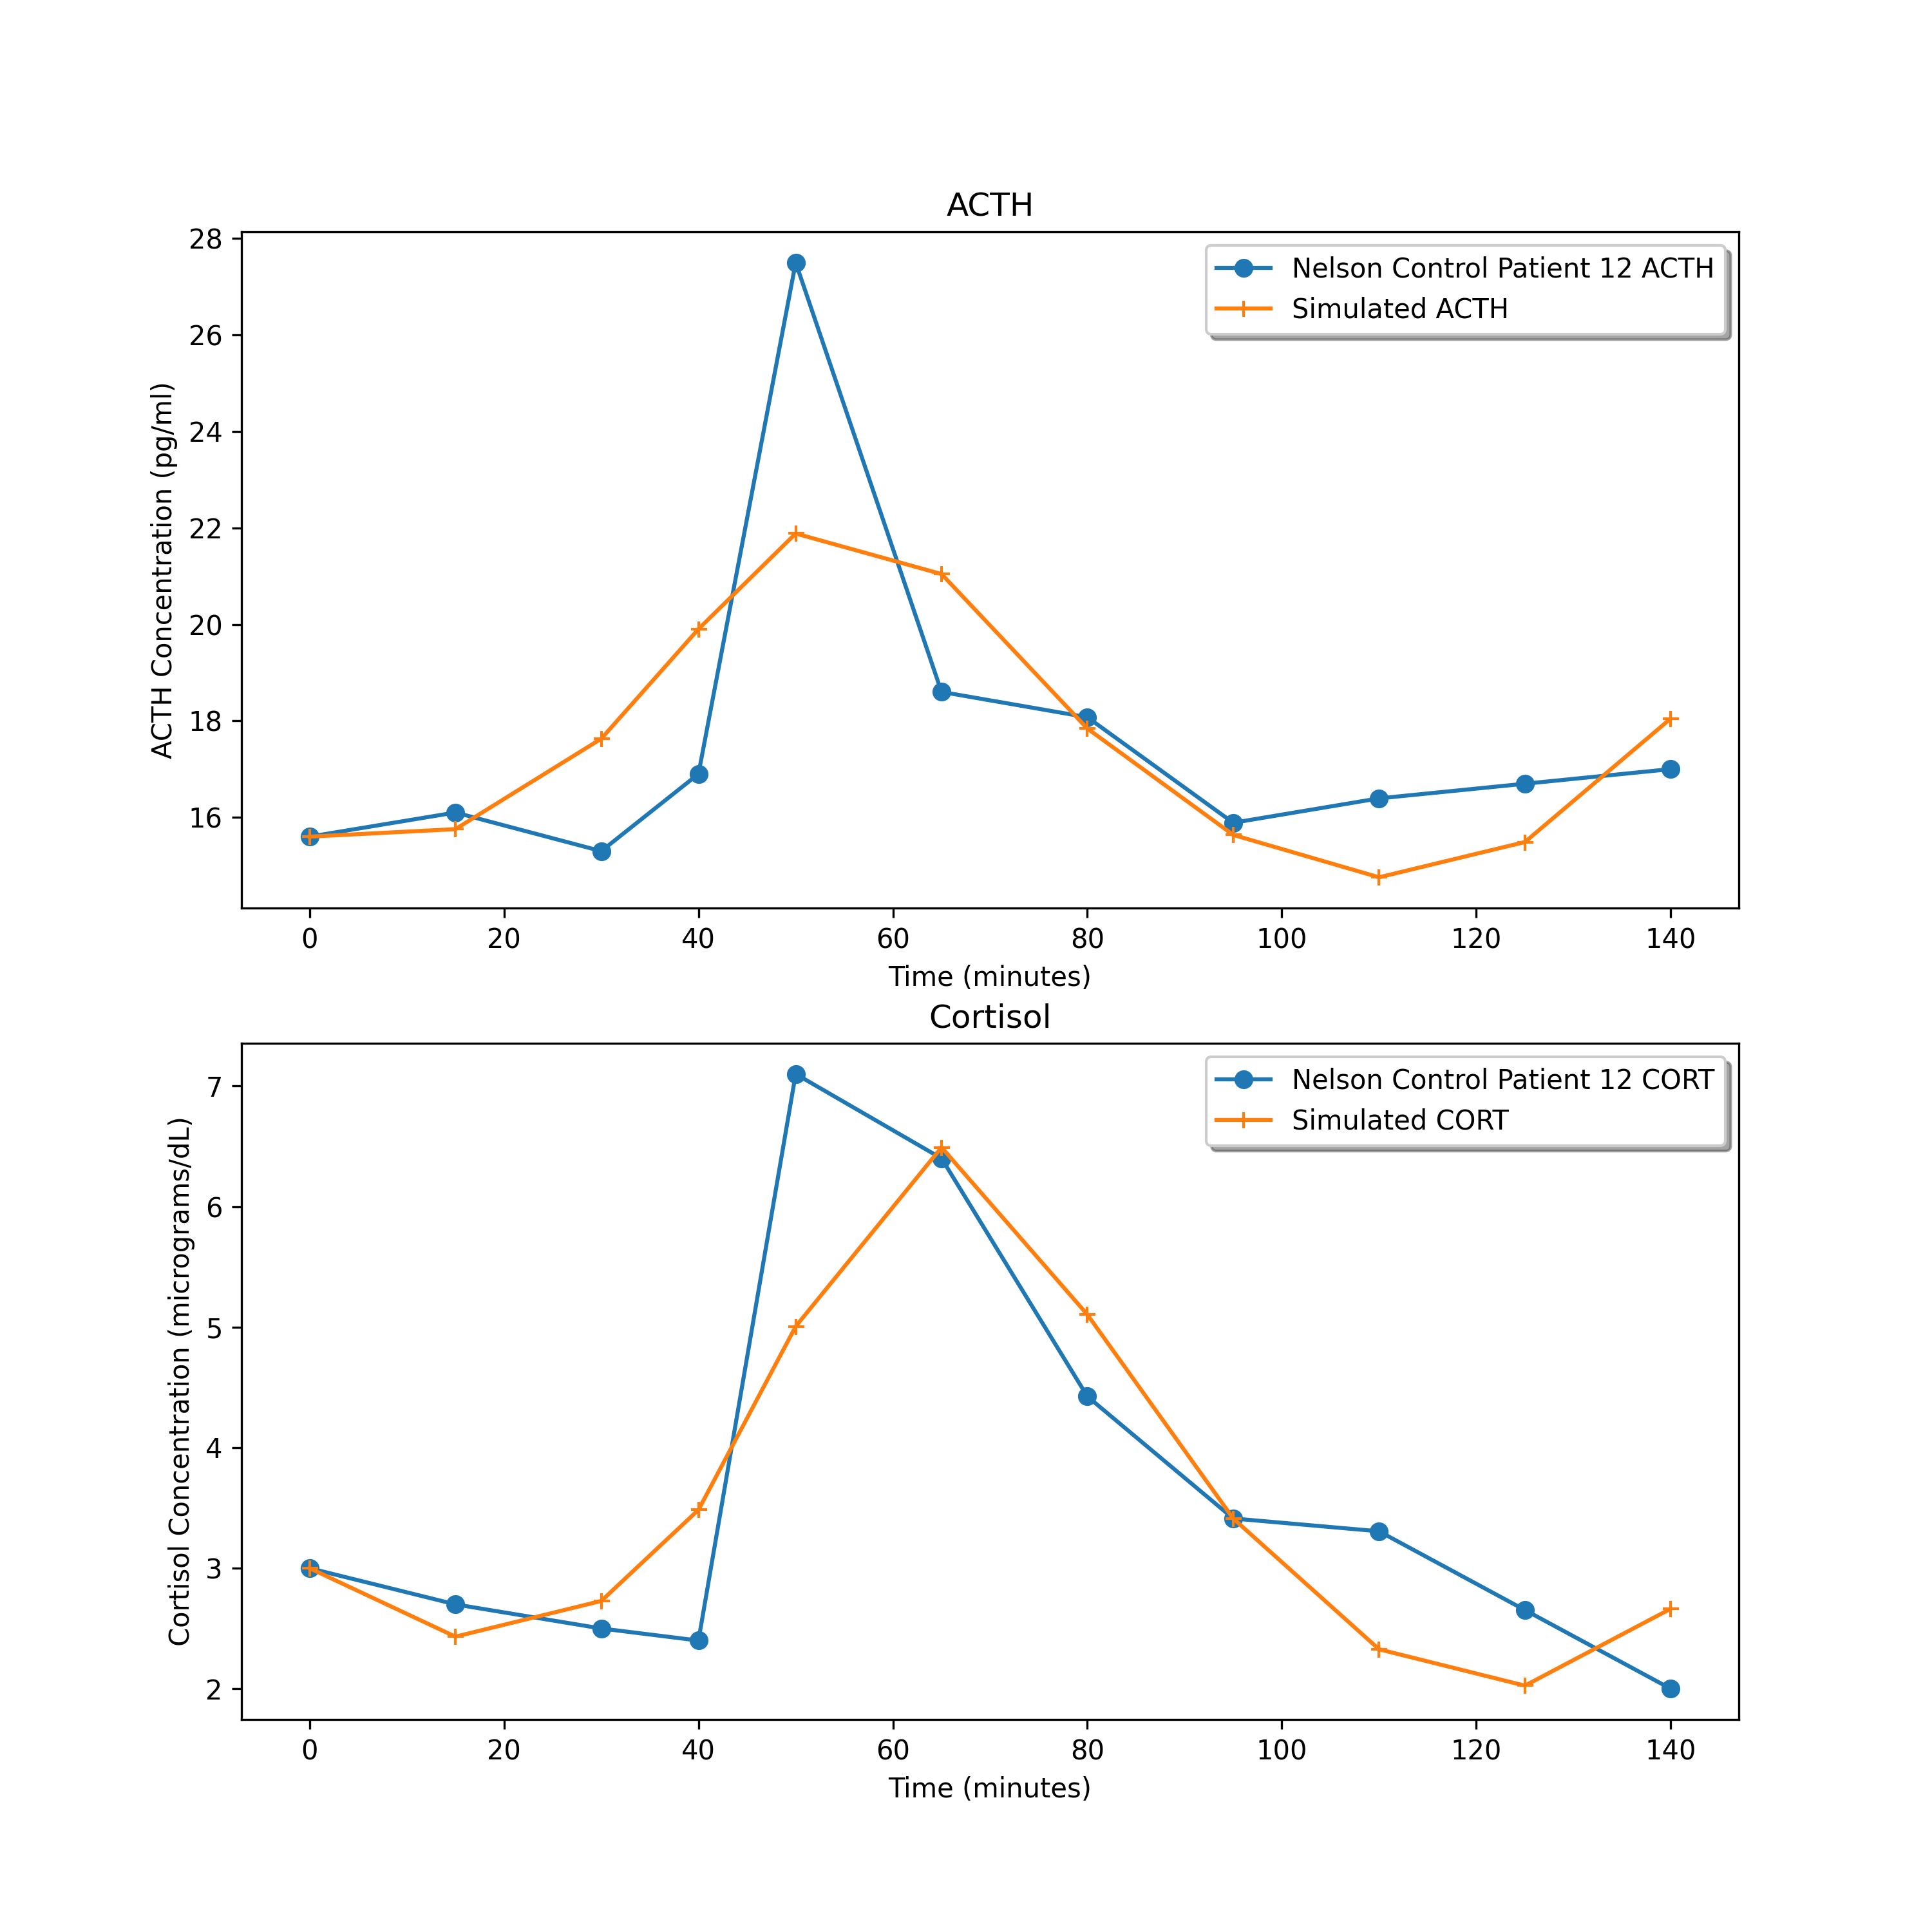 ACTH
28
26
24
22
20
18
16
ACTH Concentration (pg/ml)
Nelson Control Patient 12 ACTH
Simulated ACTH
0 20 40 60 80 100 120 140
Time (minutes)
Cortisol
7
6
5
4
3
2
Cortisol Concentration (micrograms/dL)
Nelson Control Patient 12 CORT
Simulated CORT
0 20 40 60 80 100 120 140
Time (minutes)